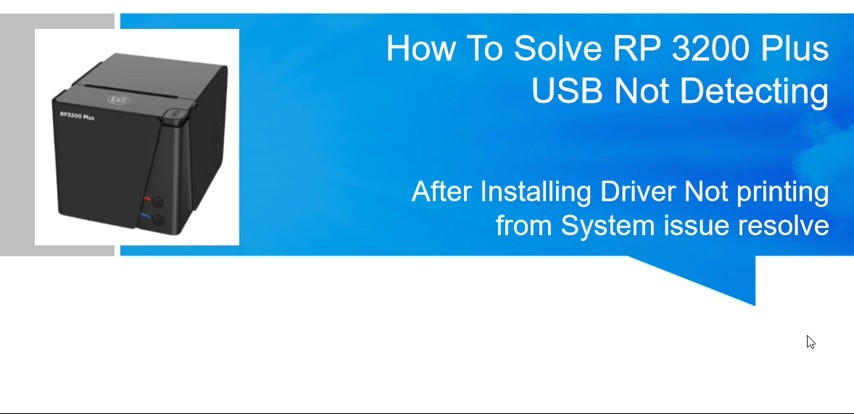 How To Solve RP 3200 Plus
USB Not Detecting
RP3200 Plus
After Installing Driver Not printing
from System issue resolve